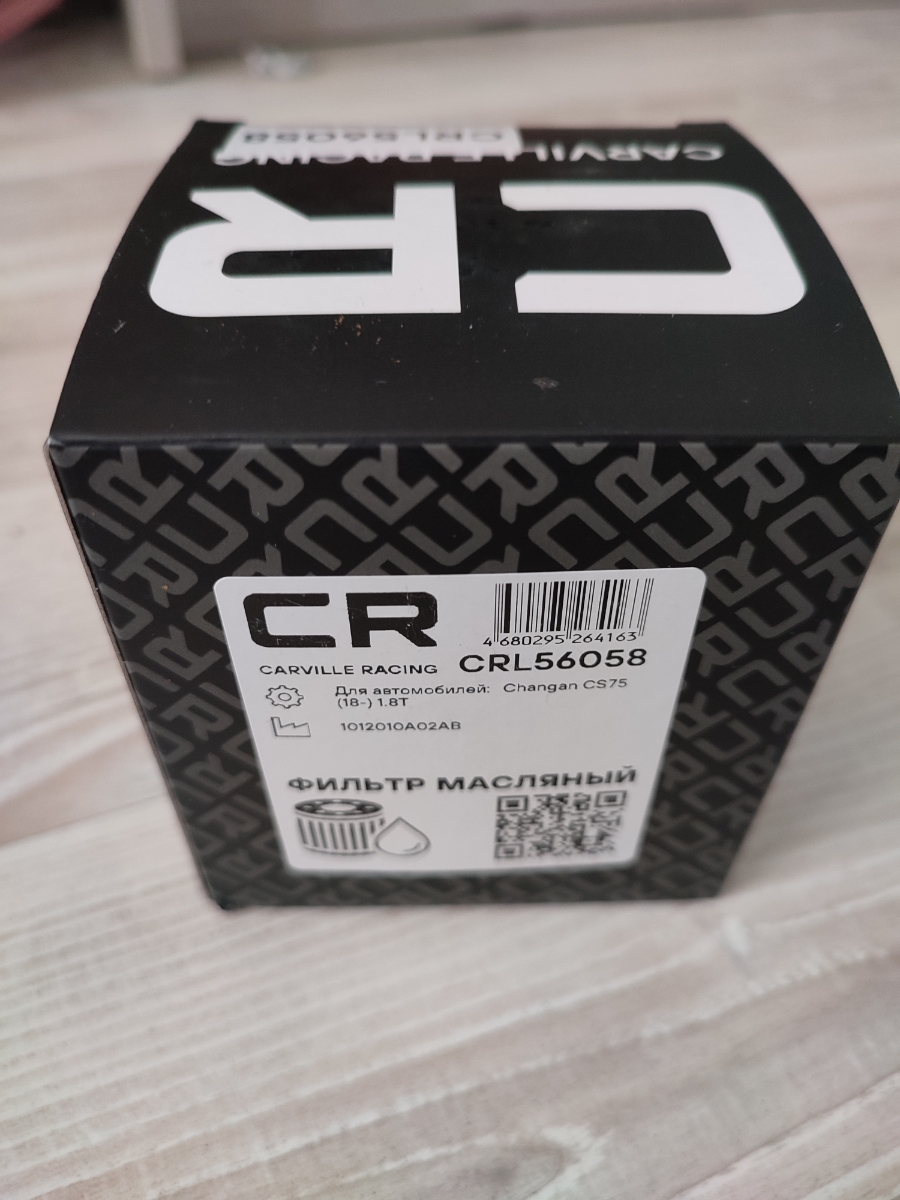 CRL56058
CARVILLE RACING
CR
CR
4 680295 264163
CARVILLE RACING CRL56058
Для автомобилей: Changan CS75
(18-) 1.8T
1012010A02AB
ФИЛЬТР МАСЛЯНЫЙ